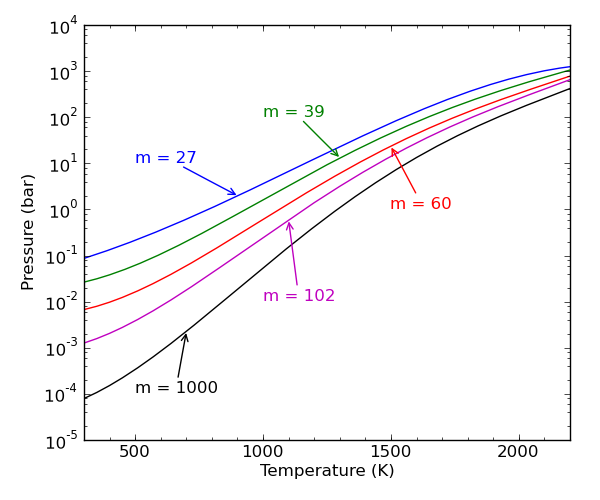 10^4
10^3
10^2
10^1
10^0
10^-1
10^-2
10^-3
10^-4
10^-5
Pressure (bar)
m = 39
m = 27
m = 60
m = 102
m = 1000
500
1000
1500
2000
Temperature (K)